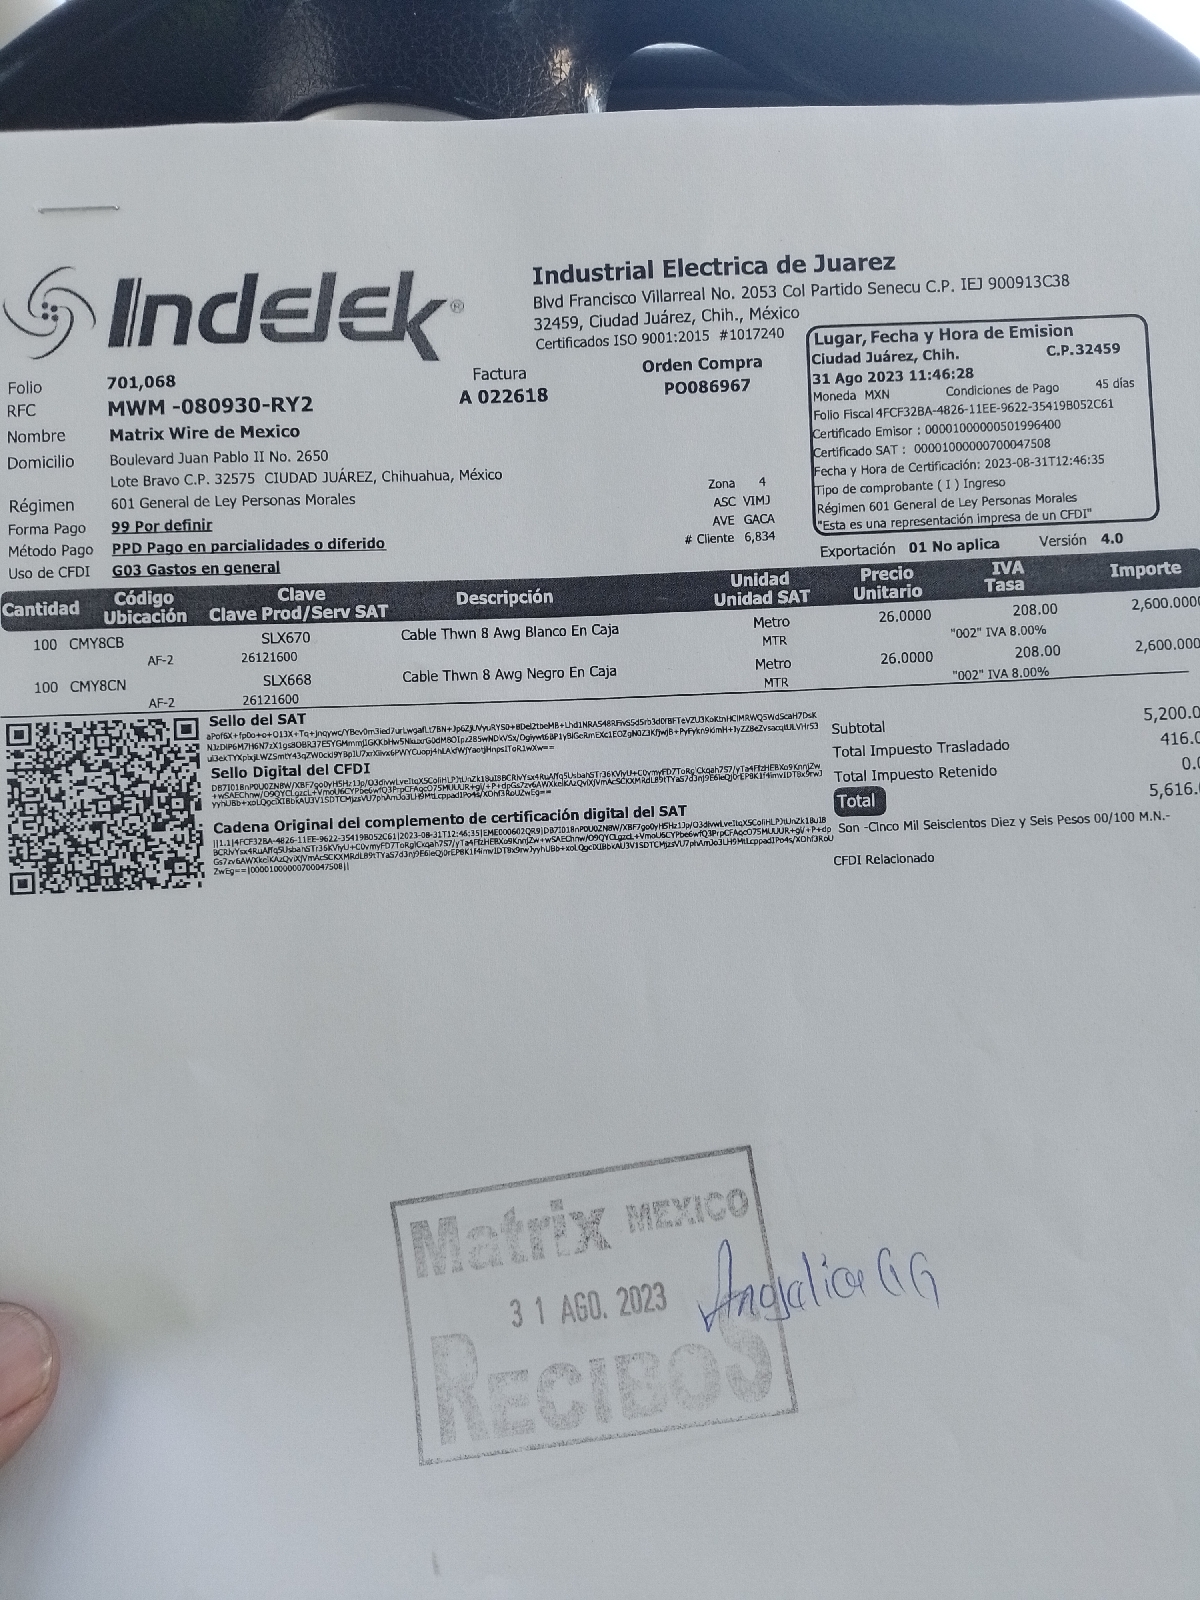 Indelek®
Industrial Electrica de Juarez
Blvd Francisco Villarreal No. 2053 Col Partido Senecu C.P. IEJ 900913C38
32459, Ciudad Juárez, Chih., México
Certificados ISO 9001:2015 #1017240
Folio 701,068
Factura
A 022618
Orden Compra
PO086967
RFC MWM -080930-RY2
Nombre Matrix Wire de Mexico
Domicilio Boulevard Juan Pablo II No. 2650
Lote Bravo C.P. 32575 CIUDAD JUÁREZ, Chihuahua, México
Régimen 601 General de Ley Personas Morales
Forma Pago 99 Por definir
Método Pago PPD Pago en parcialidades o diferido
Uso de CFDI G03 Gastos en general
Zona 4
ASC VIMJ
AVE GACA
# Cliente 6,834
Lugar, Fecha y Hora de Emision
Ciudad Juárez, Chih. C.P.32459
31 Ago 2023 11:46:28
Moneda MXN Condiciones de Pago 45 días
Folio Fiscal 4FCF32BA-4826-11EE-9622-35419B052C61
Certificado Emisor : 00001000000501996400
Certificado SAT : 00001000000700047508
Fecha y Hora de Certificación: 2023-08-31T12:46:35
Tipo de comprobante ( I ) Ingreso
Régimen 601 General de Ley Personas Morales
"Esta es una representación impresa de un CFDI"
Exportación 01 No aplica Versión 4.0
Cantidad Código Ubicación Clave Clave Prod/Serv SAT Descripción Unidad Unidad SAT Precio Unitario IVA Tasa Importe
100 CMY8CB SLX670 Cable Thwn 8 Awg Blanco En Caja Metro 26.0000 208.00 2,600.0000
AF-2 26121600 MTR "002" IVA 8.00%
100 CMY8CN SLX668 Cable Thwn 8 Awg Negro En Caja Metro 26.0000 208.00 2,600.000
AF-2 26121600 MTR "002" IVA 8.00%
Sello del SAT
Sello Digital del CFDI
Cadena Original del complemento de certificación digital del SAT
ZwEg==|00001000000700047508||
Subtotal 5,200.0
Total Impuesto Trasladado 416.0
Total Impuesto Retenido 0.0
Total 5,616.
Son -Cinco Mil Seiscientos Diez y Seis Pesos 00/100 M.N.-
CFDI Relacionado
Matrix MEXICO
31 AGO. 2023
RECIBOS